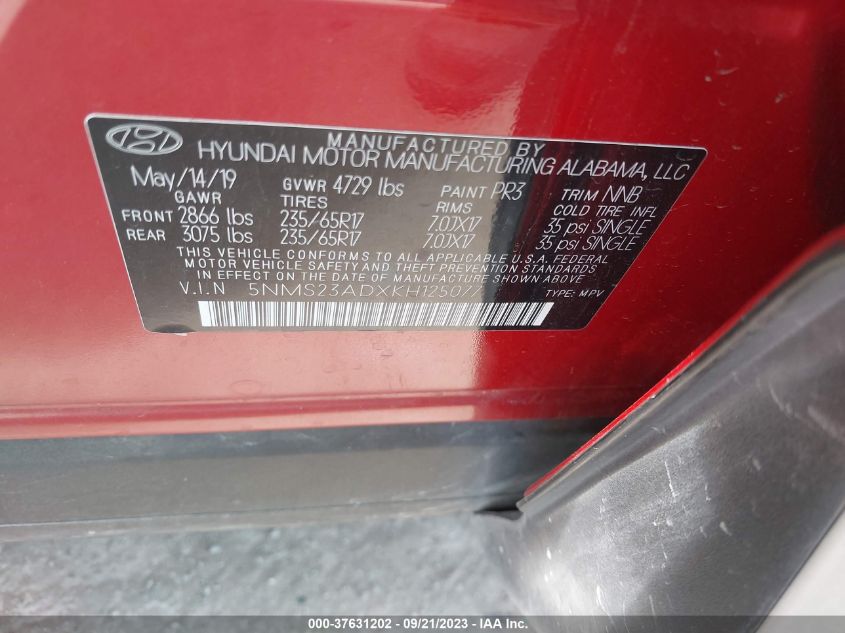 MANUFACTURED BY
HYUNDAI MOTOR MANUFACTURING ALABAMA, LLC
May/14/19 GVWR 4729 lbs PAINT PR3 TRIM NNB
GAWR TIRES RIMS COLD TIRE INFL
FRONT 2866 lbs 235/65R17 7.0JX17 35 psi SINGLE
REAR 3075 lbs 235/65R17 7.0JX17 35 psi SINGLE
THIS VEHICLE CONFORMS TO ALL APPLICABLE U.S.A. FEDERAL
MOTOR VEHICLE SAFETY AND THEFT PREVENTION STANDARDS
IN EFFECT ON THE DATE OF MANUFACTURE SHOWN ABOVE
V.I.N 5NMS23ADXKH125077 TYPE: MPV
000-37631202 - 09/21/2023 - IAA Inc.